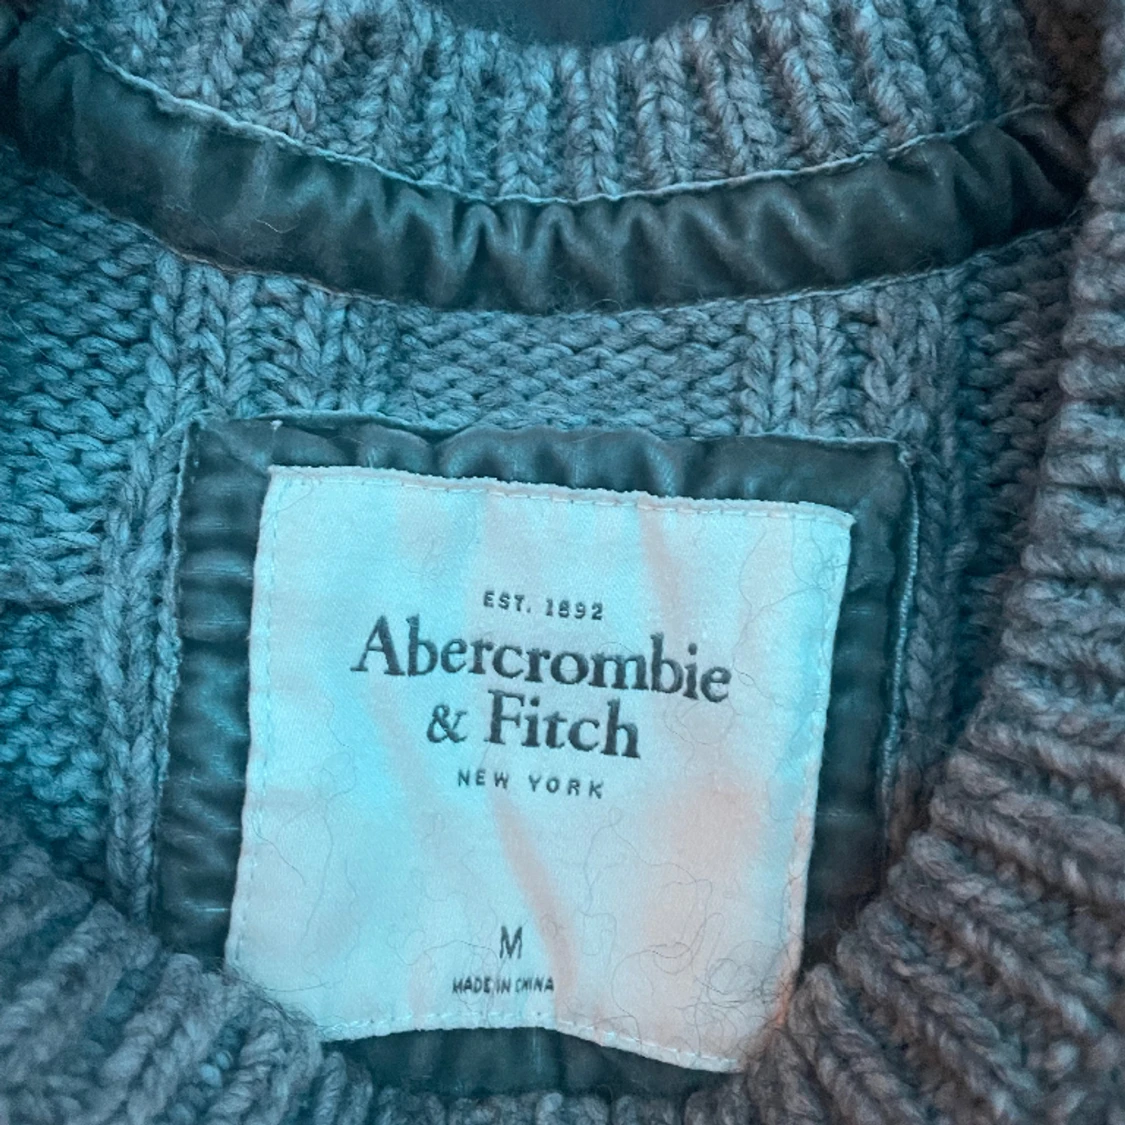 EST. 1892
Abercrombie
& Fitch
NEW YORK
M
MADE IN CHINA